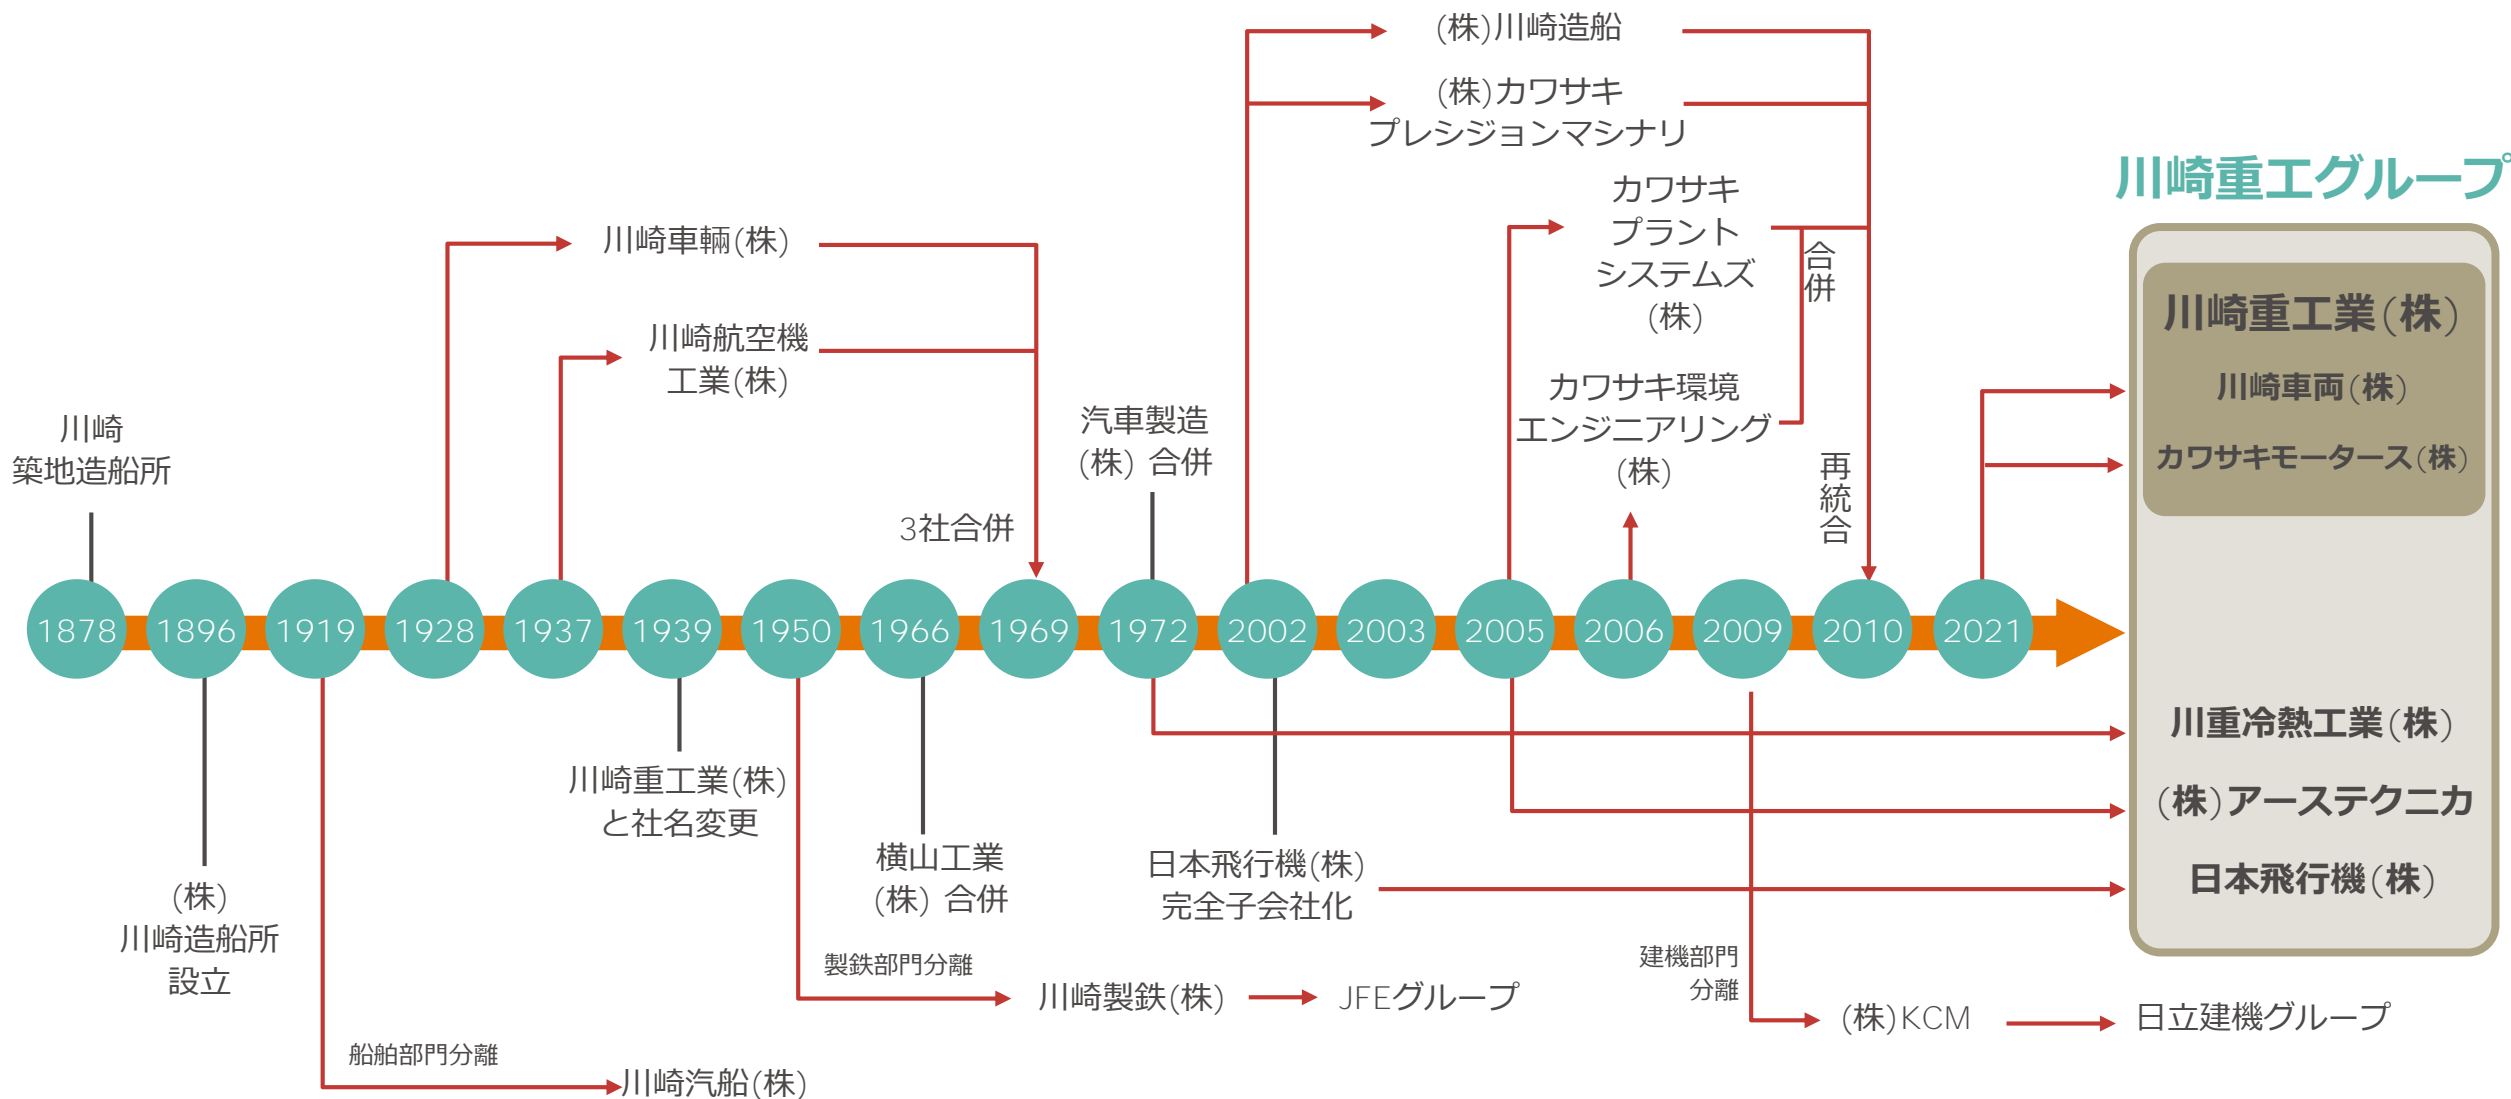 (株)川崎造船
(株)カワサキ
プレシジョンマシナリ
カワサキ
プラント
システムズ
(株)
合併
カワサキ環境
エンジニアリング
(株)
再統合
川崎車輛(株)
川崎航空機
工業(株)
3社合併
汽車製造
(株) 合併
川崎
築地造船所
1878
1896
1919
1928
1937
1939
1950
1966
1969
1972
2002
2003
2005
2006
2009
2010
2021
(株)
川崎造船所
設立
船舶部門分離
川崎汽船(株)
川崎重工業(株)
と社名変更
製鉄部門分離
川崎製鉄(株)
JFEグループ
横山工業
(株) 合併
日本飛行機(株)
完全子会社化
建機部門
分離
(株)KCM
日立建機グループ
川崎重工グループ
川崎重工業(株)
川崎車両(株)
カワサキモータース(株)
川重冷熱工業(株)
(株)アーステクニカ
日本飛行機(株)